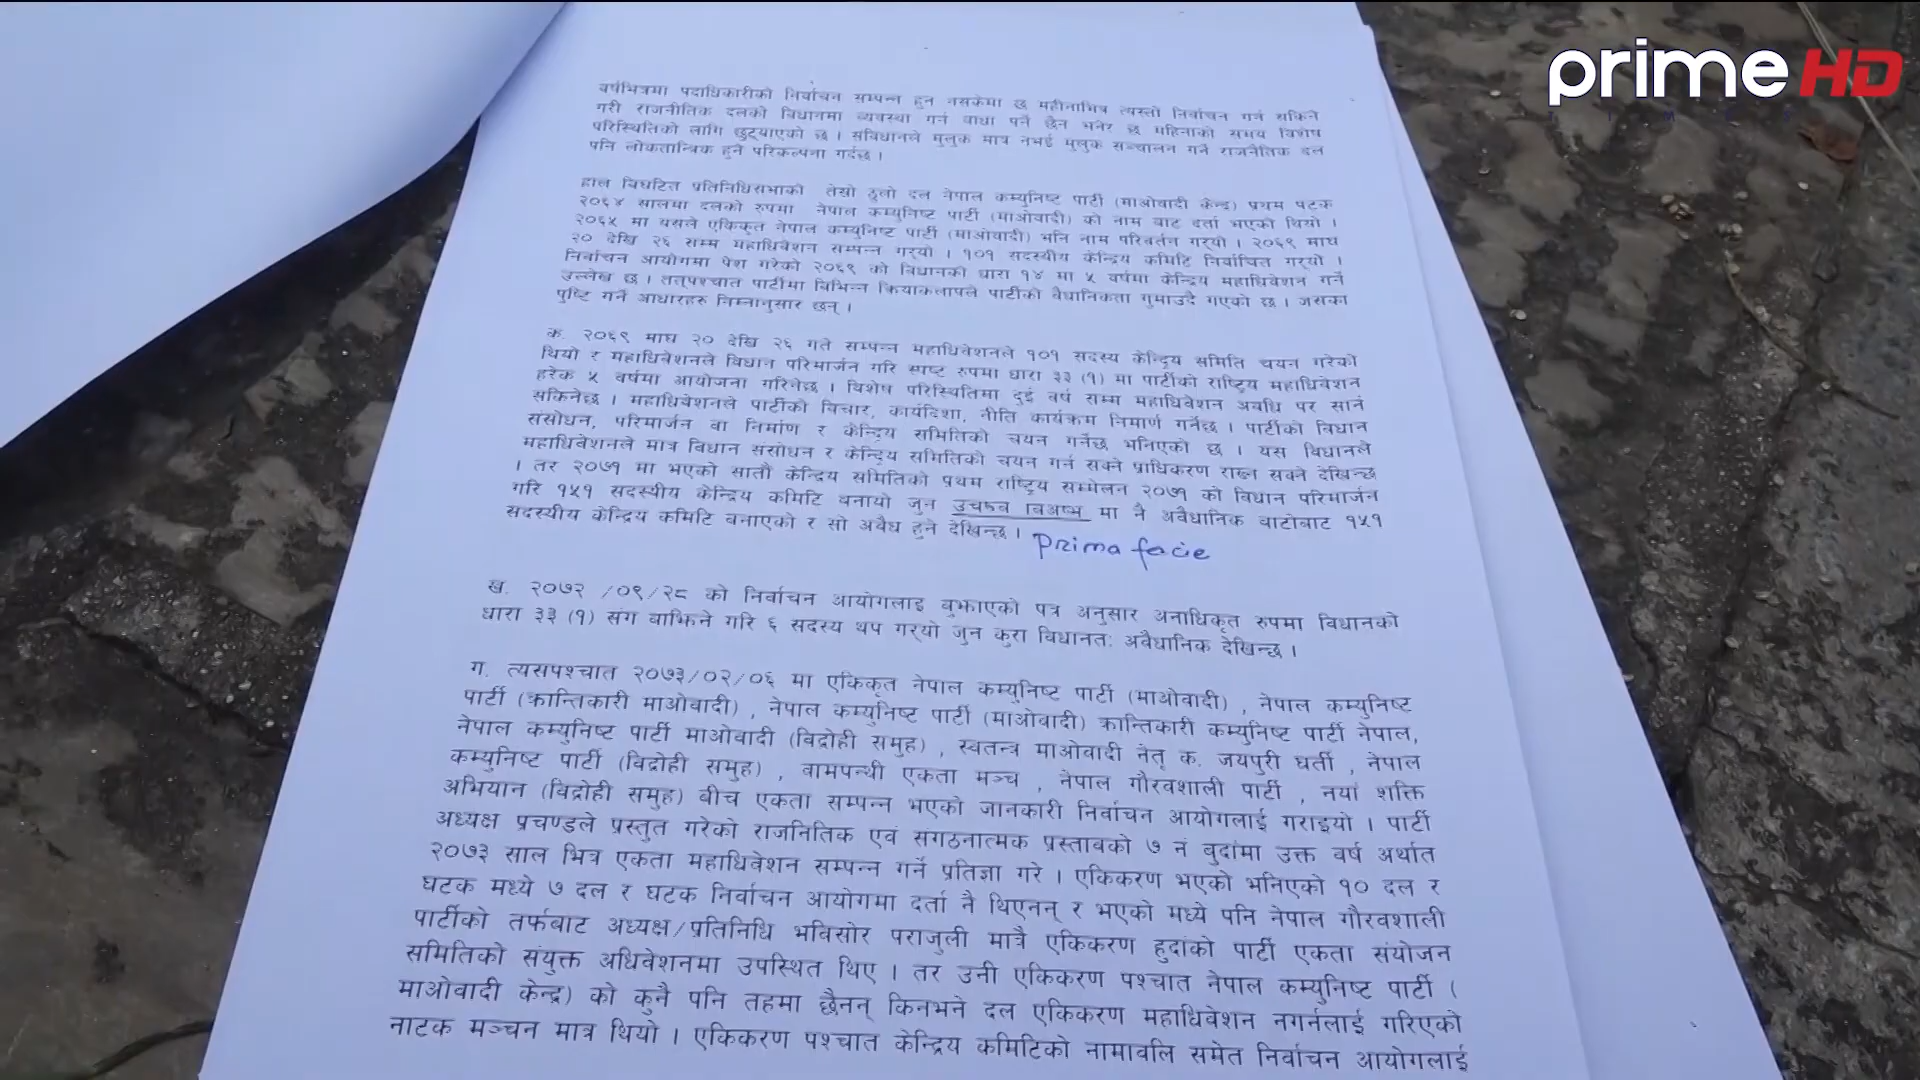 prime HD
TIMES
वर्षभित्रमा पदाधिकारीको निर्वाचन सम्पन्न हुन नसकेमा छ महीनाभित्र त्यस्तो निर्वाचन गर्न सकिने
गरी राजनीतिक दलको विधानमा व्यवस्था गर्न बाधा पर्ने छैन भनेर छ महिनाको समय विशेष
परिस्थितिको लागि छुट्याएको छ । संविधानले मुलुक मात्र नभई मुलुक सञ्चालन गर्ने राजनैतिक दल
पनि लोकतान्त्रिक हुने परिकल्पना गर्दछ ।
हाल विघटित प्रतिनिधिसभाको तेस्रो ठुलो दल नेपाल कम्युनिष्ट पार्टी (माओवादी केन्द्र) प्रथम पटक
२०६४ सालमा दलको रुपमा नेपाल कम्युनिष्ट पार्टी (माओवादी) को नाम बाट दर्ता भएको थियो ।
२०६५ मा यसले एकिकृत नेपाल कम्युनिष्ट पार्टी (माओवादी) भनि नाम परिवर्तन गर्‍यो । २०६९ माघ
२० देखि २६ सम्म महाधिवेशन सम्पन्न गर्‍यो । १०१ सदस्यीय केन्द्रिय कमिटि निर्वाचित गर्‍यो ।
निर्वाचन आयोगमा पेश गरेको २०६९ को विधानकी धारा १४ मा ५ वर्षमा केन्द्रिय महाधिवेशन गर्ने
उल्लेख छ । तत्पश्चात पार्टीमा विभिन्न क्रियाकलापले पार्टीको वैधानिकता गुमाउदै गएको छ । जसका
पुष्टि गर्ने आधारहरु निम्नानुसार छन् ।
क. २०६९ माघ २० देखि २६ गते सम्पन्न महाधिवेशनले १०१ सदस्य केन्द्रिय समिति चयन गरेको
थियो र महाधिवेशनले विधान परिमार्जन गरि स्पष्ट रुपमा धारा ३३ (१) मा पार्टीको राष्ट्रिय महाधिवेशन
हरेक ५ वर्षमा आयोजना गरिनेछ । विशेष परिस्थितिमा दुई वर्ष सम्म महाधिवेशन अवधि पर सार्न
सकिनेछ । महाधिवेशनले पार्टीको विचार, कार्यदिशा, नीति कार्यक्रम निमार्ण गर्नेछ । पार्टीको विधान
संसोधन, परिमार्जन वा निर्माण र केन्द्रिय समितिको चयन गर्नेछ भनिएको छ । यस विधानले
महाधिवेशनले मात्र विधान संसोधन र केन्द्रिय समितिको चयन गर्न सक्ने प्राधिकरण राख्न सक्ने देखिन्छ
। तर २०७१ मा भएको सातौ केन्द्रिय समितिको प्रथम राष्ट्रिय सम्मेलन २०७१ को विधान परिमार्जन
गरि १५१ सदस्यीय केन्द्रिय कमिटि बनायो जुन उचष्व विअष्भ मा नै अवैधानिक बाटोबाट १५१
सदस्यीय केन्द्रिय कमिटि बनाएको र सो अवैध हुने देखिन्छ ।
Prima facie
ख. २०७२ /०९/२८ को निर्वाचन आयोगलाइ बुझाएको पत्र अनुसार अनाधिकृत रुपमा विधानको
धारा ३३ (१) संग बाझिने गरि ६ सदस्य थप गर्‍यो जुन कुरा विधानत: अवैधानिक देखिन्छ ।
ग. त्यसपश्चात २०७३/०२/०६ मा एकिकृत नेपाल कम्युनिष्ट पार्टी (माओवादी) , नेपाल कम्युनिष्ट
पार्टी (क्रान्तिकारी माओवादी) , नेपाल कम्युनिष्ट पार्टी (माओवादी) क्रान्तिकारी कम्युनिष्ट पार्टी नेपाल,
नेपाल कम्युनिष्ट पार्टी माओवादी (विद्रोही समुह) , स्वतन्त्र माओवादी नेतृ क. जयपुरी घर्ती , नेपाल
कम्युनिष्ट पार्टी (विद्रोही समुह) , वामपन्थी एकता मञ्च , नेपाल गौरवशाली पार्टी , नयाँ शक्ति
अभियान (विद्रोही समुह) बीच एकता सम्पन्न भएको जानकारी निर्वाचन आयोगलाई गराइयो । पार्टी
अध्यक्ष प्रचण्डले प्रस्तुत गरेको राजनितिक एवं संगठनात्मक प्रस्तावको ७ नं बुदाँमा उक्त वर्ष अर्थात
२०७३ साल भित्र एकता महाधिवेशन सम्पन्न गर्ने प्रतिज्ञा गरे । एकिकरण भएको भनिएको १० दल र
घटक मध्ये ७ दल र घटक निर्वाचन आयोगमा दर्ता नै थिएनन् र भएको मध्ये पनि नेपाल गौरवशाली
पार्टीको तर्फबाट अध्यक्ष/प्रतिनिधि भविसोर पराजुली मात्रै एकिकरण हुदाँको पार्टी एकता संयोजन
समितिको संयुक्त अधिवेशनमा उपस्थित थिए । तर उनी एकिकरण पश्चात नेपाल कम्युनिष्ट पार्टी (
माओवादी केन्द्र) को कुनै पनि तहमा छैनन् किनभने दल एकिकरण महाधिवेशन नगर्नलाई गरिएको
नाटक मञ्चन मात्र थियो । एकिकरण पश्चात केन्द्रिय कमिटिको नामावलि समेत निर्वाचन आयोगलाई